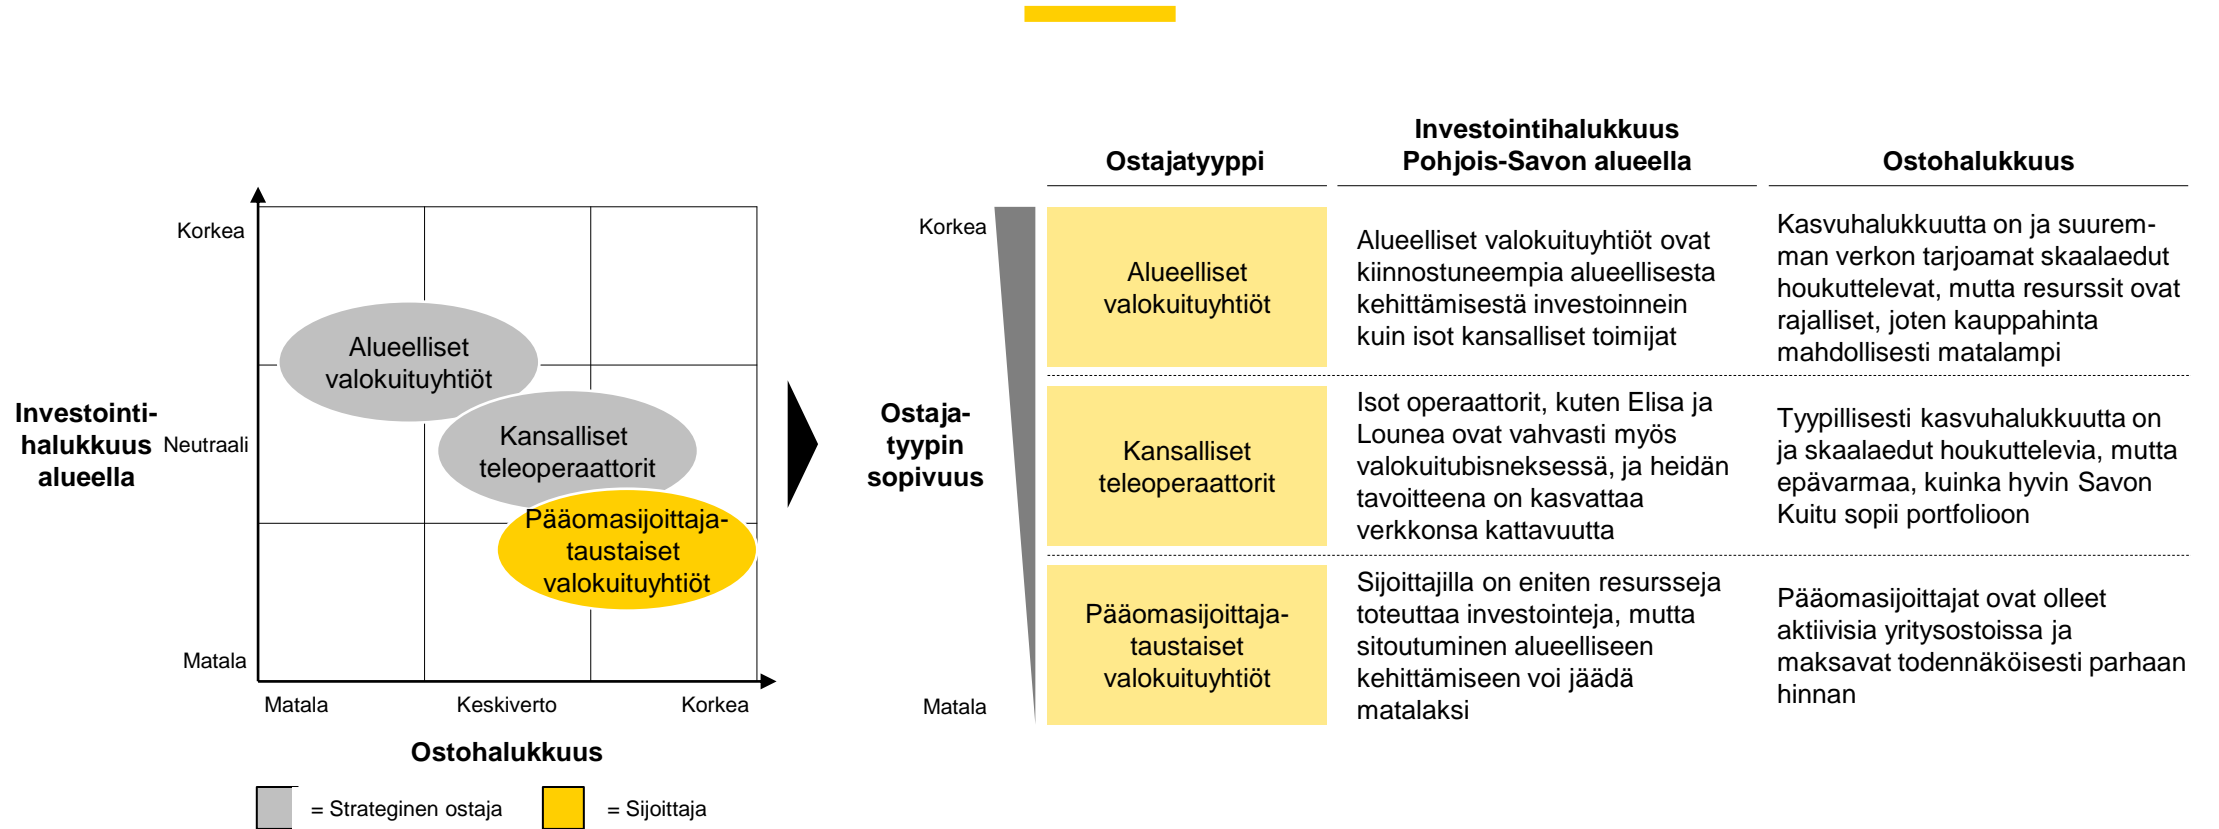 Korkea
Alueelliset
valokuituyhtiöt
Investointi-
halukkuus
alueella
Neutraali
Kansalliset
teleoperaattorit
Pääomasijoittaja-
taustaiset
valokuituyhtiöt
Matala
Matala
Keskiverto
Korkea
Ostohalukkuus
= Strateginen ostaja
= Sijoittaja
Ostaja-
tyypin
sopivuus
Korkea
Matala
Ostajatyyppi
Investointihalukkuus
Pohjois-Savon alueella
Ostohalukkuus
Alueelliset
valokuituyhtiöt
Alueelliset valokuituyhtiöt ovat
kiinnostuneempia alueellisesta
kehittämisestä investoinnein
kuin isot kansalliset toimijat
Kasvuhalukkuutta on ja suurem-
man verkon tarjoamat skaalaedut
houkuttelevat, mutta resurssit ovat
rajalliset, joten kauppahinta
mahdollisesti matalampi
Kansalliset
teleoperaattorit
Isot operaattorit, kuten Elisa ja
Lounea ovat vahvasti myös
valokuitubisneksessä, ja heidän
tavoitteena on kasvattaa
verkkonsa kattavuutta
Tyypillisesti kasvuhalukkuutta on
ja skaalaedut houkuttelevia, mutta
epävarmaa, kuinka hyvin Savon
Kuitu sopii portfolioon
Pääomasijoittaja-
taustaiset
valokuituyhtiöt
Sijoittajilla on eniten resursseja
toteuttaa investointeja, mutta
sitoutuminen alueelliseen
kehittämiseen voi jäädä
matalaksi
Pääomasijoittajat ovat olleet
aktiivisia yritysostoissa ja
maksavat todennäköisesti parhaan
hinnan